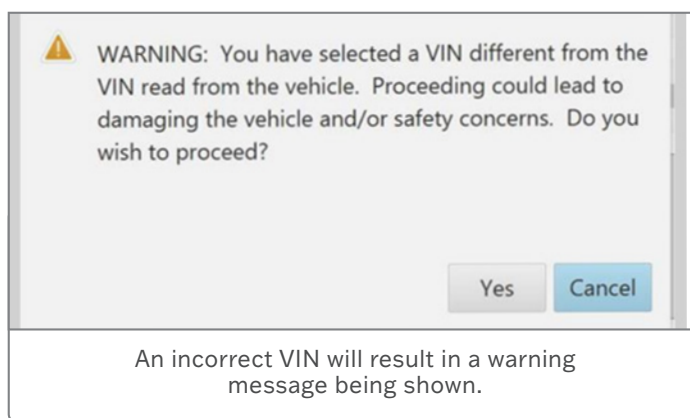 WARNING: You have selected a VIN different from the
VIN read from the vehicle. Proceeding could lead to
damaging the vehicle and/or safety concerns. Do you
wish to proceed?
Yes
Cancel
An incorrect VIN will result in a warning
message being shown.